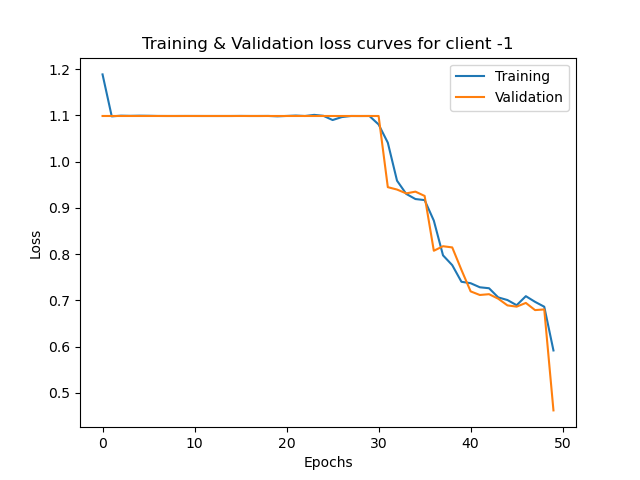 Training & Validation loss curves for client -1
Training
Validation
1.2
1.1
1.0
0.9
0.8
0.7
0.6
0.5
Loss
0
10
20
30
40
50
Epochs